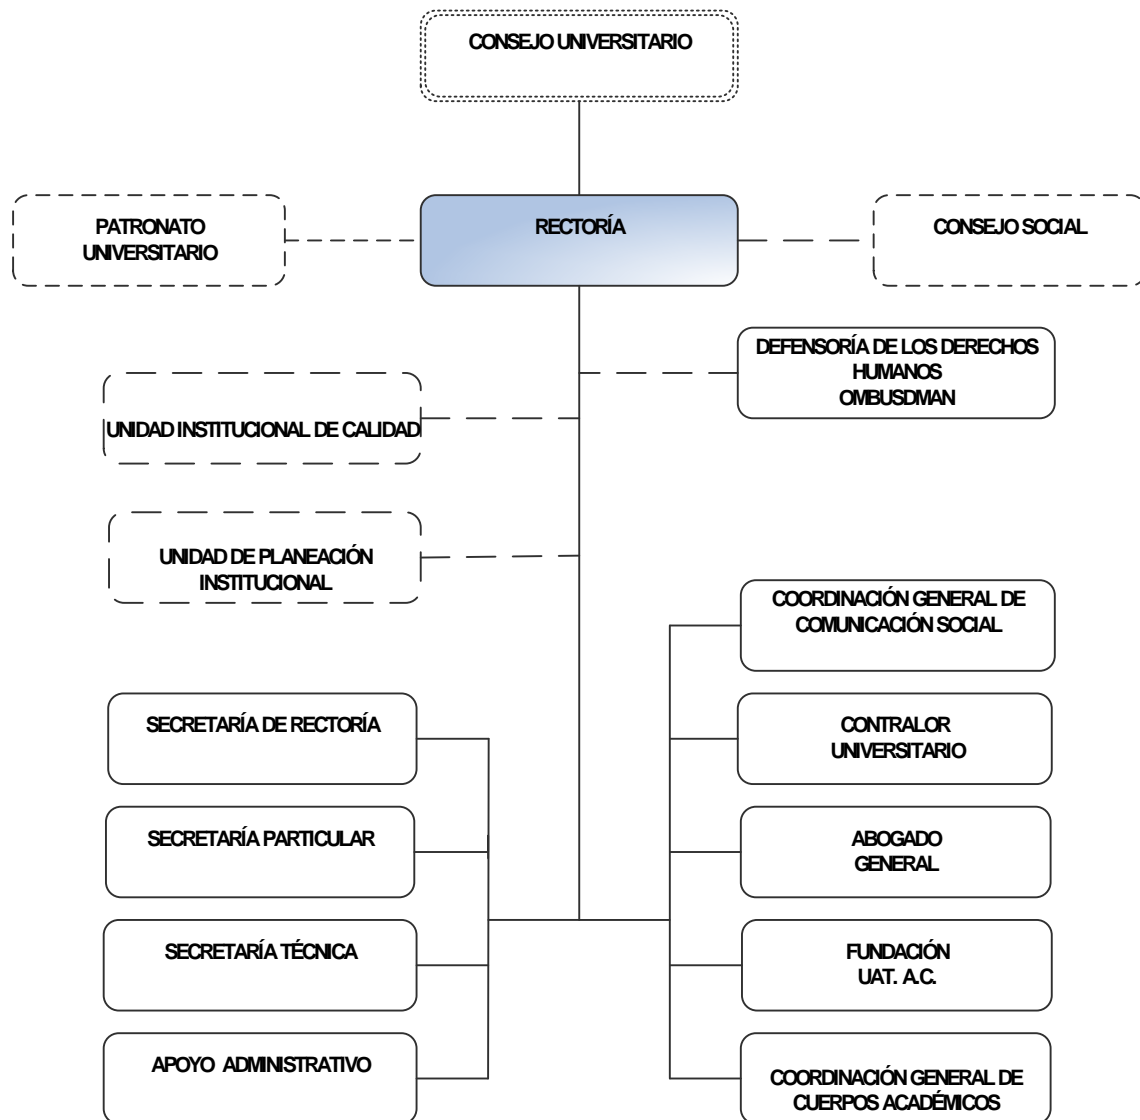 CONSEJO UNIVERSITARIO
PATRONATO
UNIVERSITARIO
RECTORÍA
CONSEJO SOCIAL
DEFENSORÍA DE LOS DERECHOS
HUMANOS
OMBUSDMAN
UNIDAD INSTITUCIONAL DE CALIDAD
UNIDAD DE PLANEACIÓN
INSTITUCIONAL
COORDINACIÓN GENERAL DE
COMUNICACIÓN SOCIAL
SECRETARÍA DE RECTORÍA
CONTRALOR
UNIVERSITARIO
SECRETARÍA PARTICULAR
ABOGADO
GENERAL
SECRETARÍA TÉCNICA
FUNDACIÓN
UAT. A.C.
APOYO ADMINISTRATIVO
COORDINACIÓN GENERAL DE
CUERPOS ACADÉMICOS